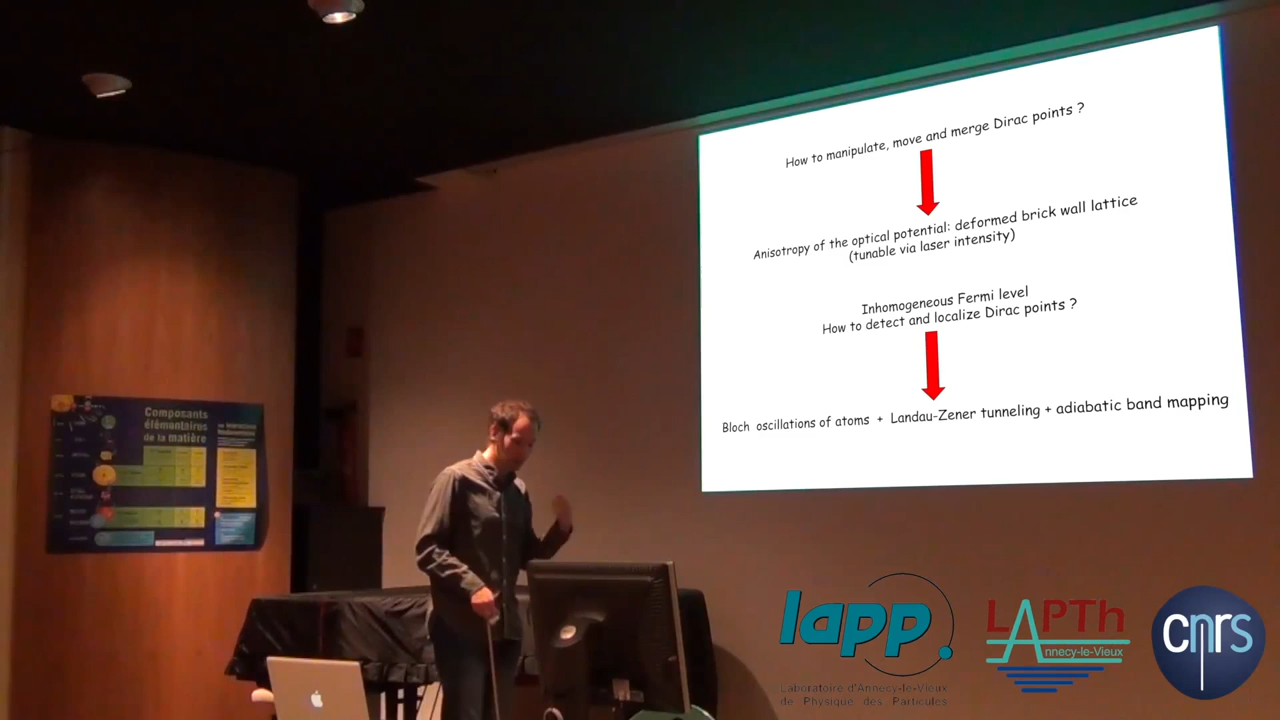 How to manipulate, move and merge Dirac points ?
Anisotropy of the optical potential: deformed brick wall lattice
(tunable via laser intensity)
Inhomogeneous Fermi level
How to detect and localize Dirac points ?
Bloch oscillations of atoms + Landau-Zener tunneling + adiabatic band mapping
Composants
élémentaires
de la matière
lapp
Laboratoire d'Annecy-le-Vieux
de Physique des Particules
LAPTh
Annecy-le-Vieux
cnrs